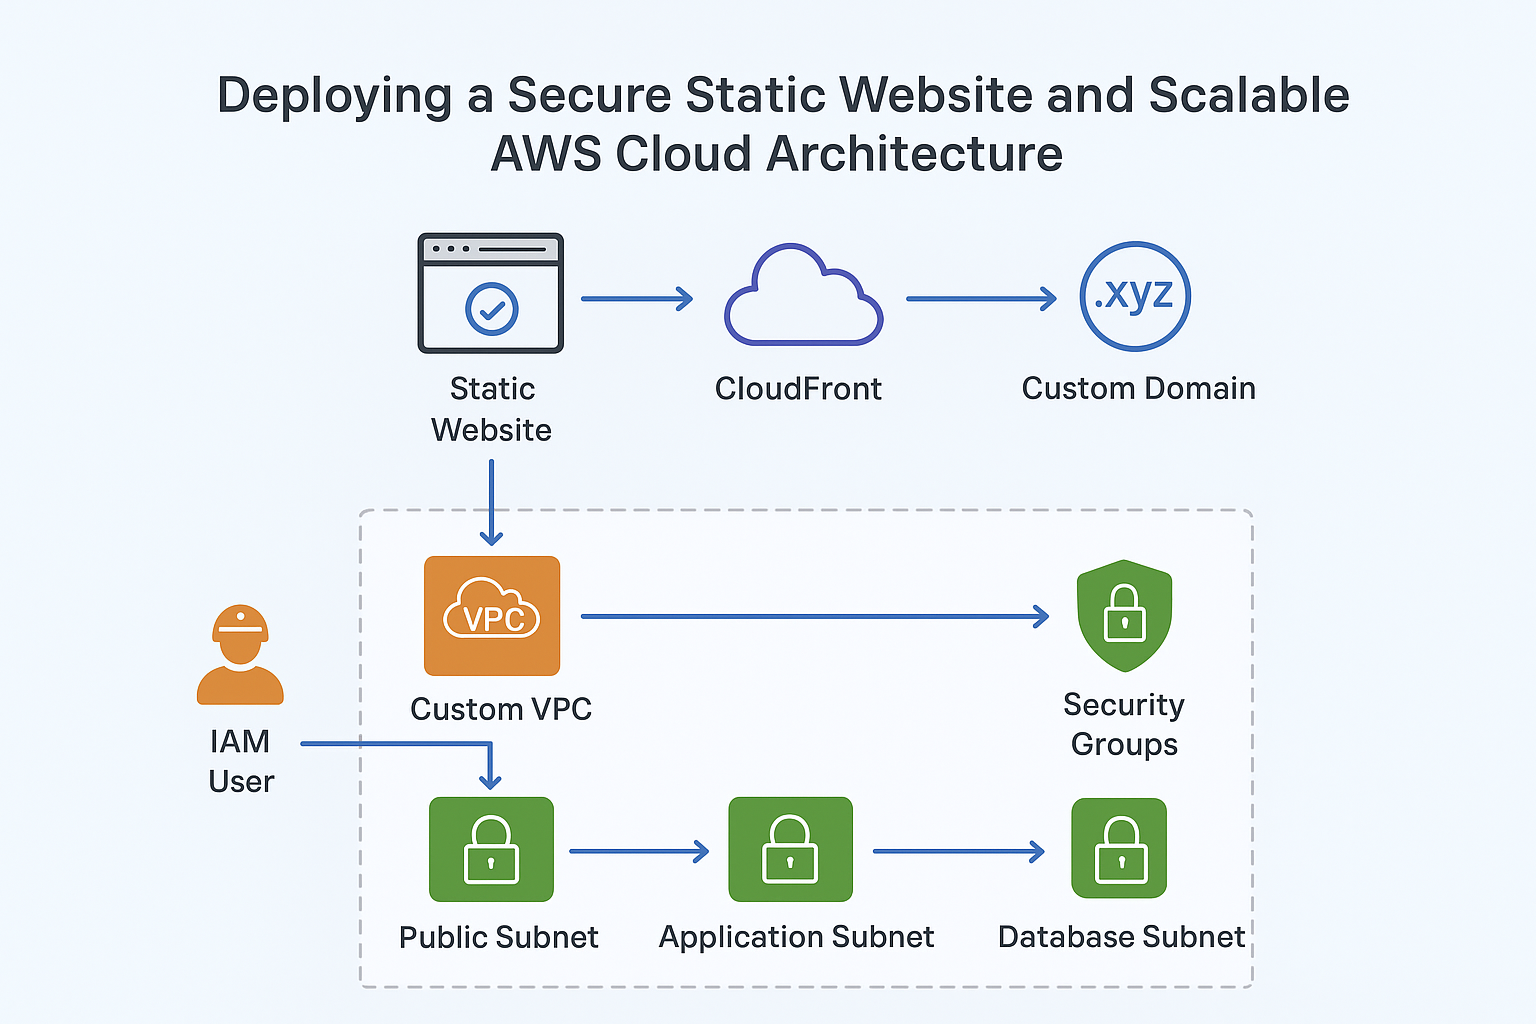 Deploying a Secure Static Website and Scalable
AWS Cloud Architecture
.xyz
Static
Website
CloudFront
Custom Domain
VPC
Custom VPC
Security
Groups
IAM
User
Public Subnet
Application Subnet
Database Subnet